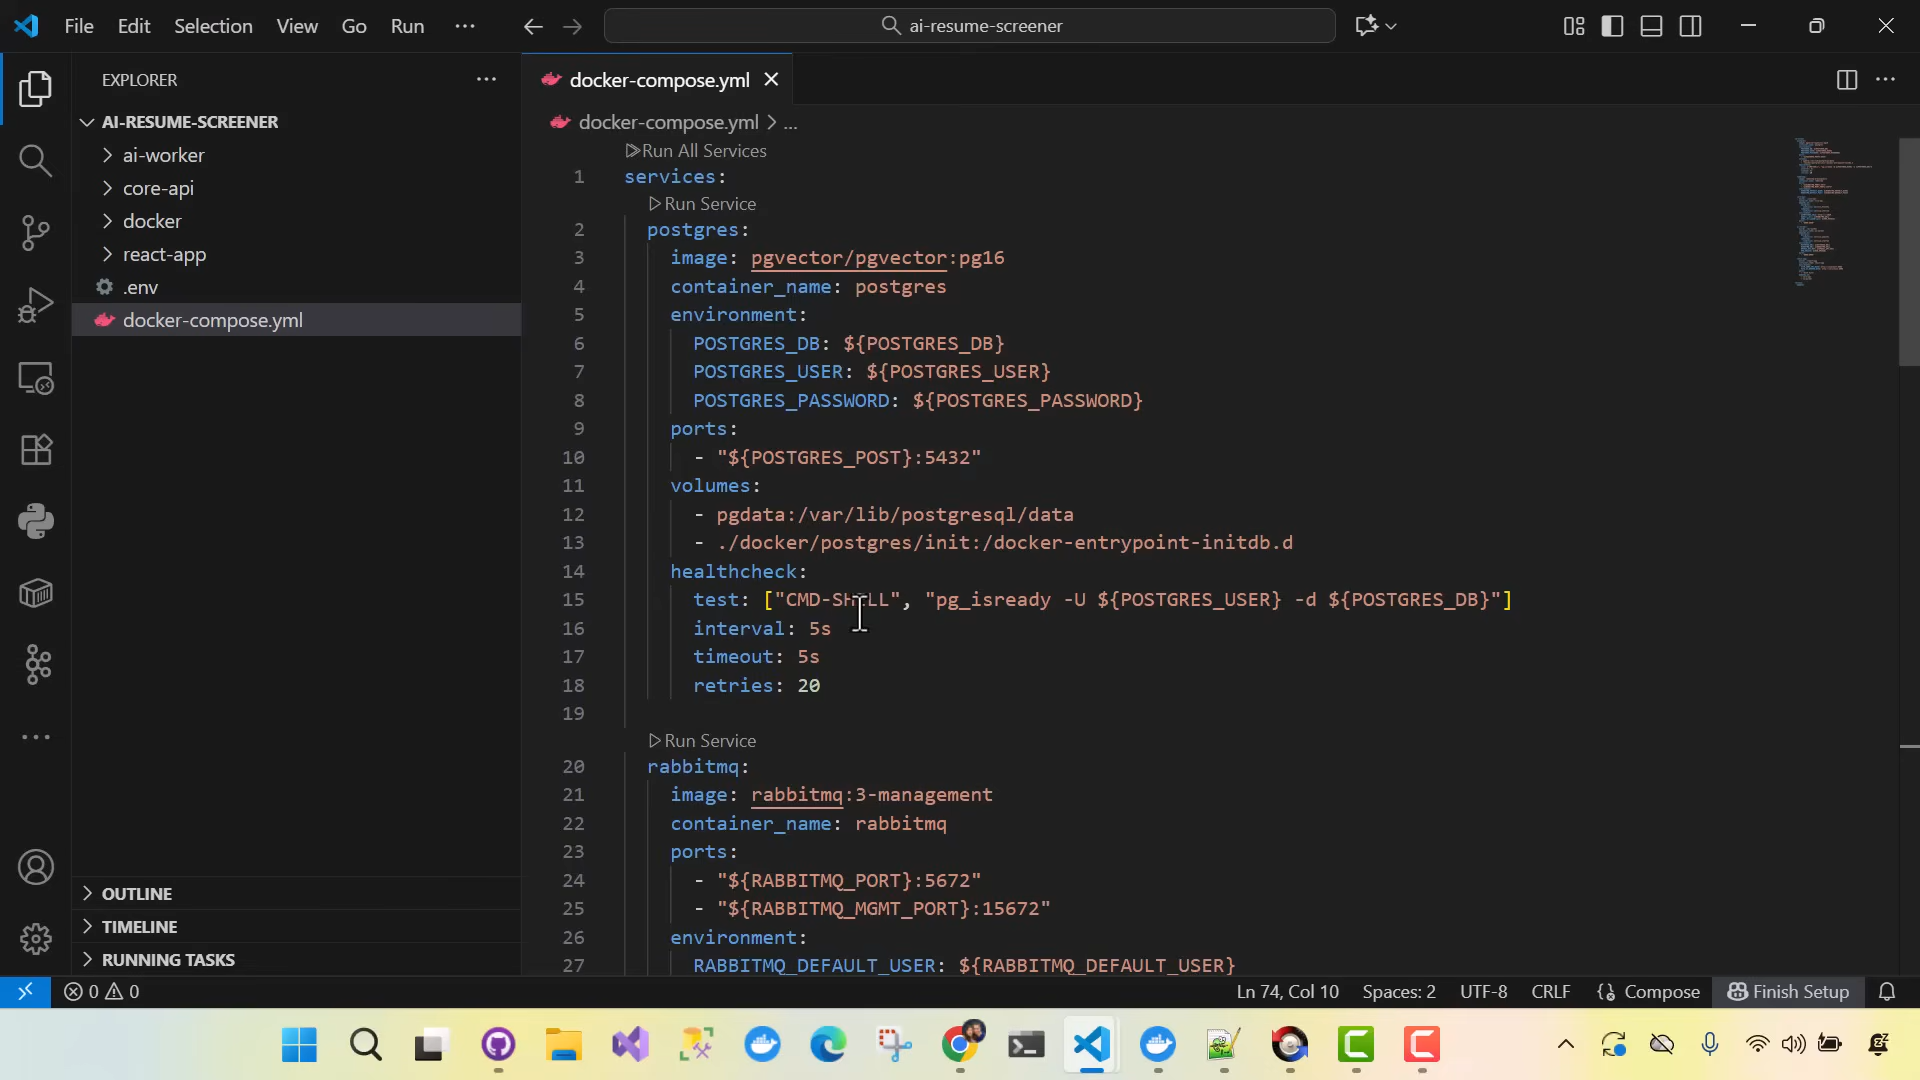 File Edit Selection View Go Run
ai-resume-screener
EXPLORER
AI-RESUME-SCREENER
ai-worker
core-api
docker
react-app
.env
docker-compose.yml
OUTLINE
TIMELINE
RUNNING TASKS
docker-compose.yml
docker-compose.yml > ...
Run All Services
1 services:
Run Service
2 postgres:
3 image: pgvector/pgvector:pg16
4 container_name: postgres
5 environment:
6 POSTGRES_DB: ${POSTGRES_DB}
7 POSTGRES_USER: ${POSTGRES_USER}
8 POSTGRES_PASSWORD: ${POSTGRES_PASSWORD}
9 ports:
10 - "${POSTGRES_POST}:5432"
11 volumes:
12 - pgdata:/var/lib/postgresql/data
13 - ./docker/postgres/init:/docker-entrypoint-initdb.d
14 healthcheck:
15 test: ["CMD-SHELL", "pg_isready -U ${POSTGRES_USER} -d ${POSTGRES_DB}"]
16 interval: 5s
17 timeout: 5s
18 retries: 20
19
Run Service
20 rabbitmq:
21 image: rabbitmq:3-management
22 container_name: rabbitmq
23 ports:
24 - "${RABBITMQ_PORT}:5672"
25 - "${RABBITMQ_MGMT_PORT}:15672"
26 environment:
27 RABBITMQ_DEFAULT_USER: ${RABBITMQ_DEFAULT_USER}
0 0 Ln 74, Col 10 Spaces: 2 UTF-8 CRLF Compose Finish Setup